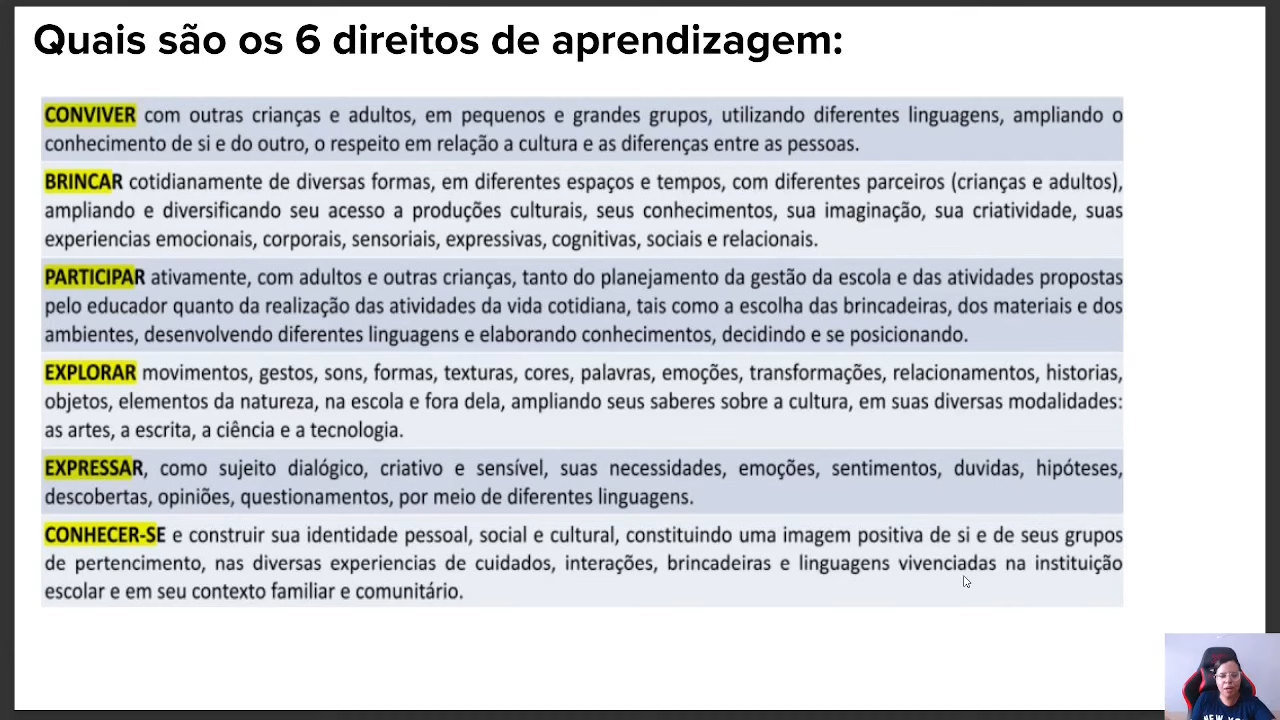 Quais são os 6 direitos de aprendizagem:
CONVIVER com outras crianças e adultos, em pequenos e grandes grupos, utilizando diferentes linguagens, ampliando o
conhecimento de si e do outro, o respeito em relação a cultura e as diferenças entre as pessoas.
BRINCAR cotidianamente de diversas formas, em diferentes espaços e tempos, com diferentes parceiros (crianças e adultos),
ampliando e diversificando seu acesso a produções culturais, seus conhecimentos, sua imaginação, sua criatividade, suas
experiencias emocionais, corporais, sensoriais, expressivas, cognitivas, sociais e relacionais.
PARTICIPAR ativamente, com adultos e outras crianças, tanto do planejamento da gestão da escola e das atividades propostas
pelo educador quanto da realização das atividades da vida cotidiana, tais como a escolha das brincadeiras, dos materiais e dos
ambientes, desenvolvendo diferentes linguagens e elaborando conhecimentos, decidindo e se posicionando.
EXPLORAR movimentos, gestos, sons, formas, texturas, cores, palavras, emoções, transformações, relacionamentos, historias,
objetos, elementos da natureza, na escola e fora dela, ampliando seus saberes sobre a cultura, em suas diversas modalidades:
as artes, a escrita, a ciência e a tecnologia.
EXPRESSAR, como sujeito dialógico, criativo e sensível, suas necessidades, emoções, sentimentos, duvidas, hipóteses,
descobertas, opiniões, questionamentos, por meio de diferentes linguagens.
CONHECER-SE e construir sua identidade pessoal, social e cultural, constituindo uma imagem positiva de si e de seus grupos
de pertencimento, nas diversas experiencias de cuidados, interações, brincadeiras e linguagens vivenciadas na instituição
escolar e em seu contexto familiar e comunitário.
NEW YO